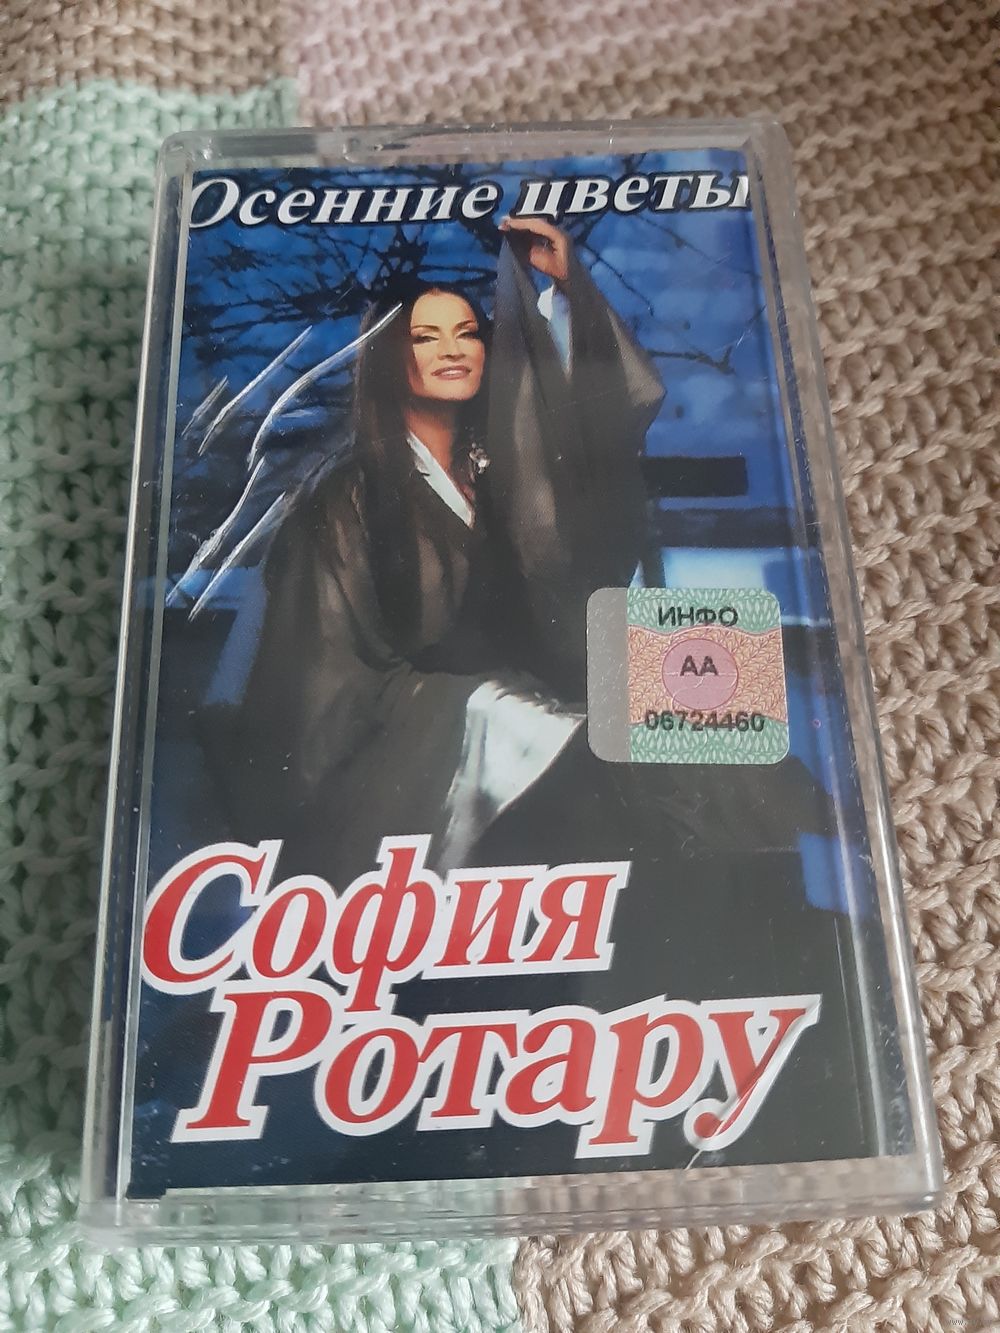 Осенние цветы
ИНФО
АА
06724460
София
Ротару